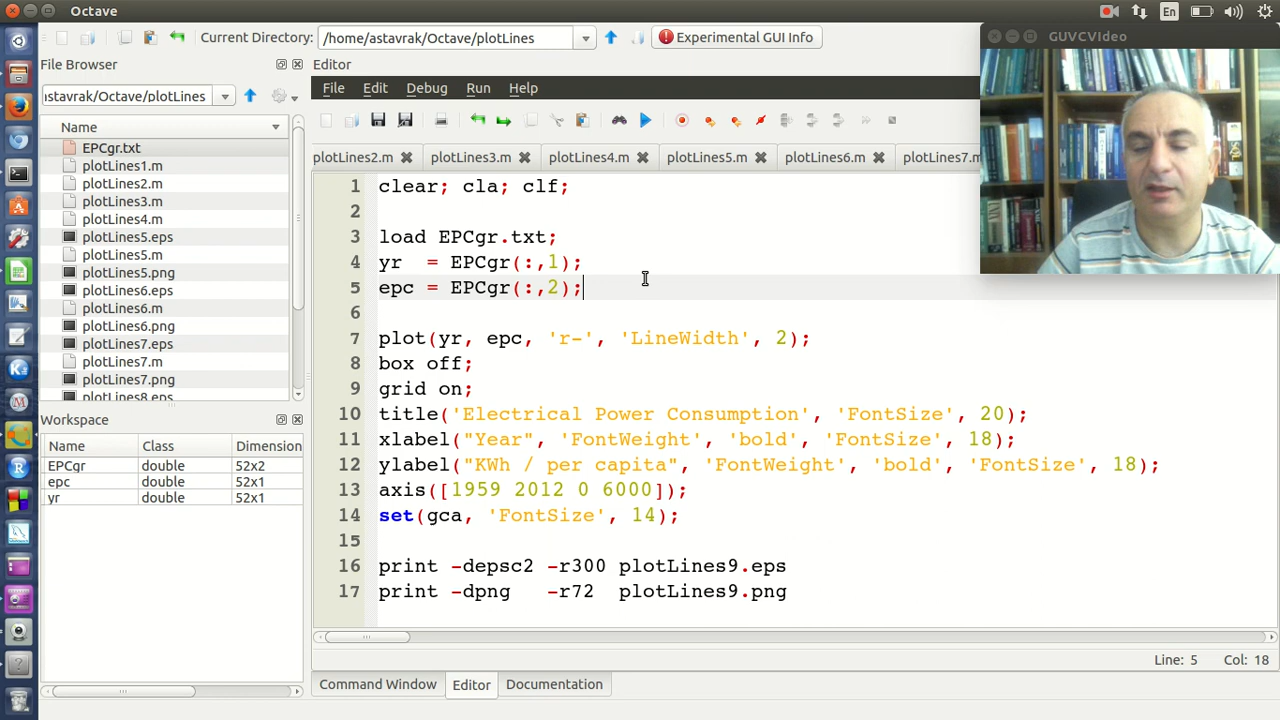 Octave
En
Current Directory:
/home/astavrak/Octave/plotLines
Experimental GUI Info
GUVCVIdeo
File Browser
Editor
File Edit Debug Run Help
ıstavrak/Octave/plotLines
Name
EPCgr.txt
plotLines1.m
plotLines2.m
plotLines3.m
plotLines4.m
plotLines5.eps
plotLines5.m
plotLines5.png
plotLines6.eps
plotLines6.m
plotLines6.png
plotLines7.eps
plotLines7.m
plotLines7.png
plotLines8.eps
plotLines2.m plotLines3.m plotLines4.m plotLines5.m plotLines6.m plotLines7.m
1 clear; cla; clf;
2
3 load EPCgr.txt;
4 yr  = EPCgr(:,1);
5 epc = EPCgr(:,2);
6
7 plot(yr, epc, 'r-', 'LineWidth', 2);
8 box off;
9 grid on;
10 title('Electrical Power Consumption', 'FontSize', 20);
11 xlabel("Year", 'FontWeight', 'bold', 'FontSize', 18);
12 ylabel("KWh / per capita", 'FontWeight', 'bold', 'FontSize', 18);
13 axis([1959 2012 0 6000]);
14 set(gca, 'FontSize', 14);
15
16 print -depsc2 -r300 plotLines9.eps
17 print -dpng   -r72  plotLines9.png
Workspace
Name Class Dimension
EPCgr double 52x2
epc double 52x1
yr double 52x1
Line: 5 Col: 18
Command Window Editor Documentation